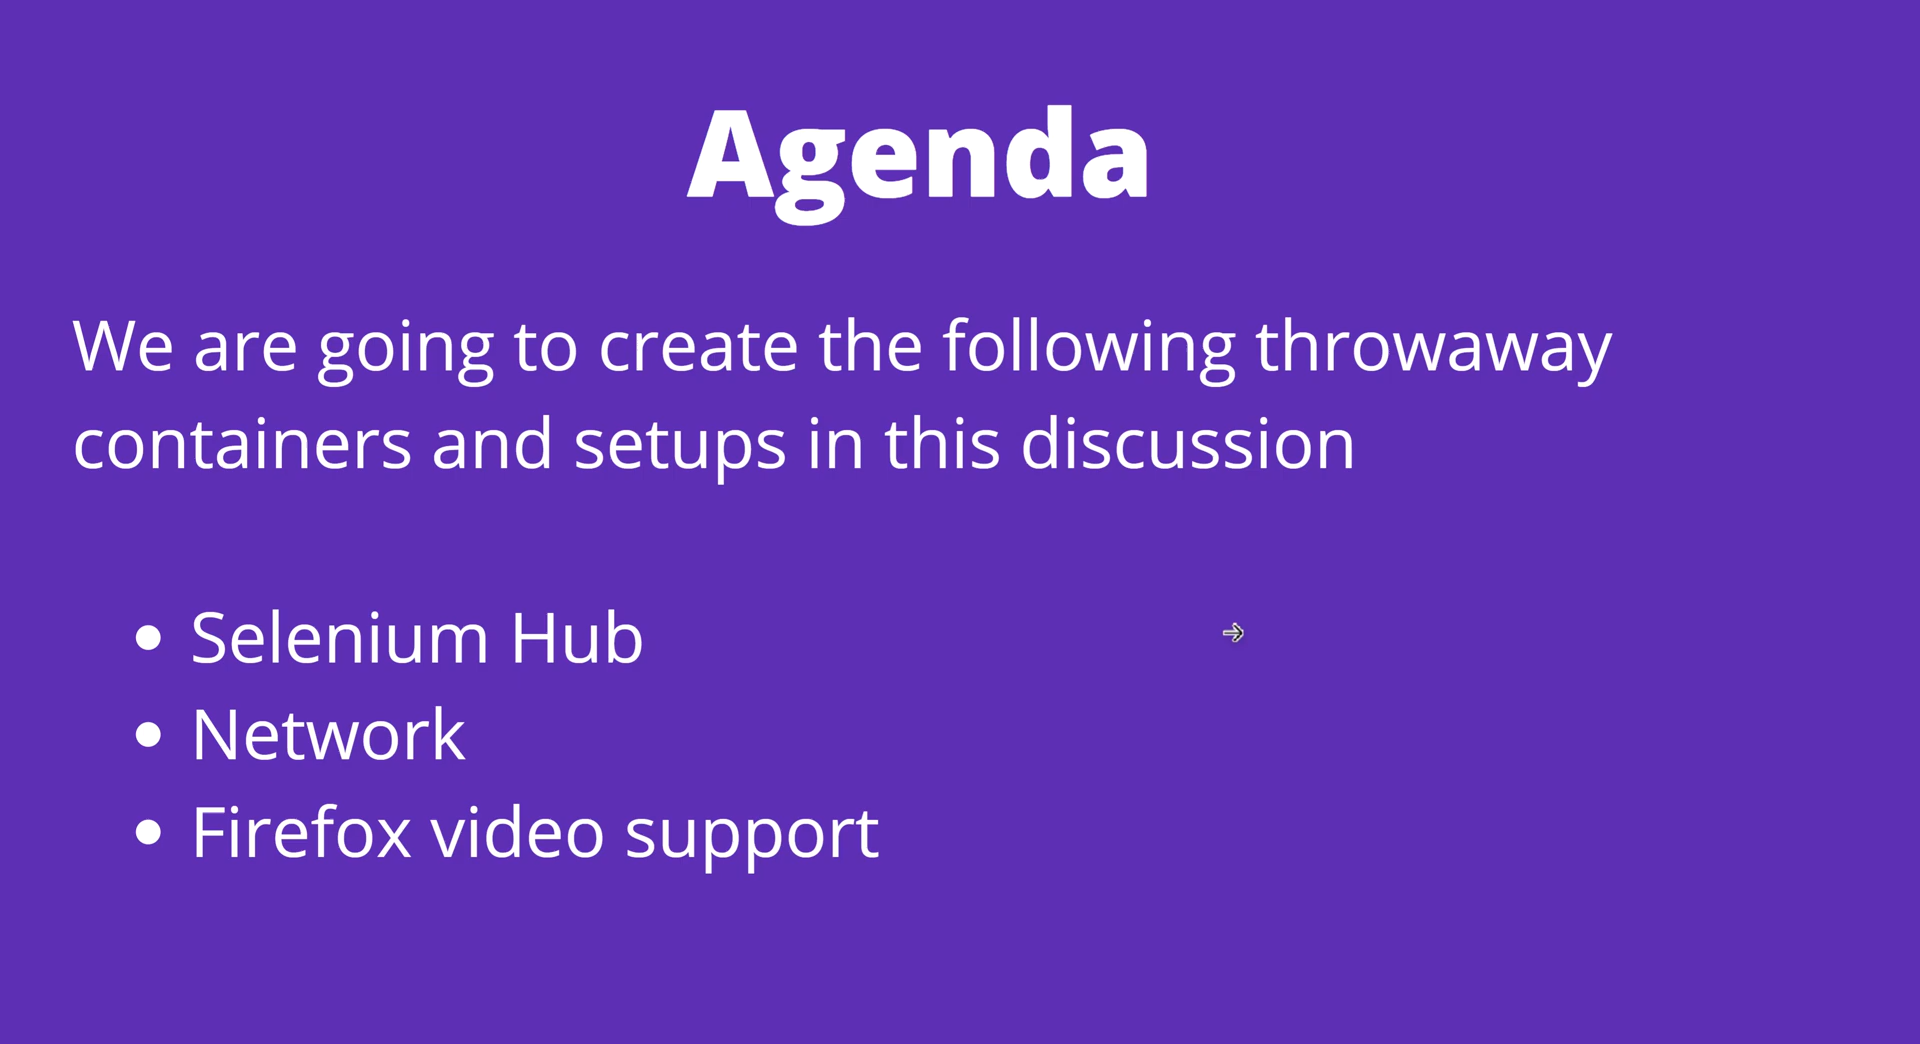 Agenda
We are going to create the following throwaway
containers and setups in this discussion
• Selenium Hub
• Network
• Firefox video support